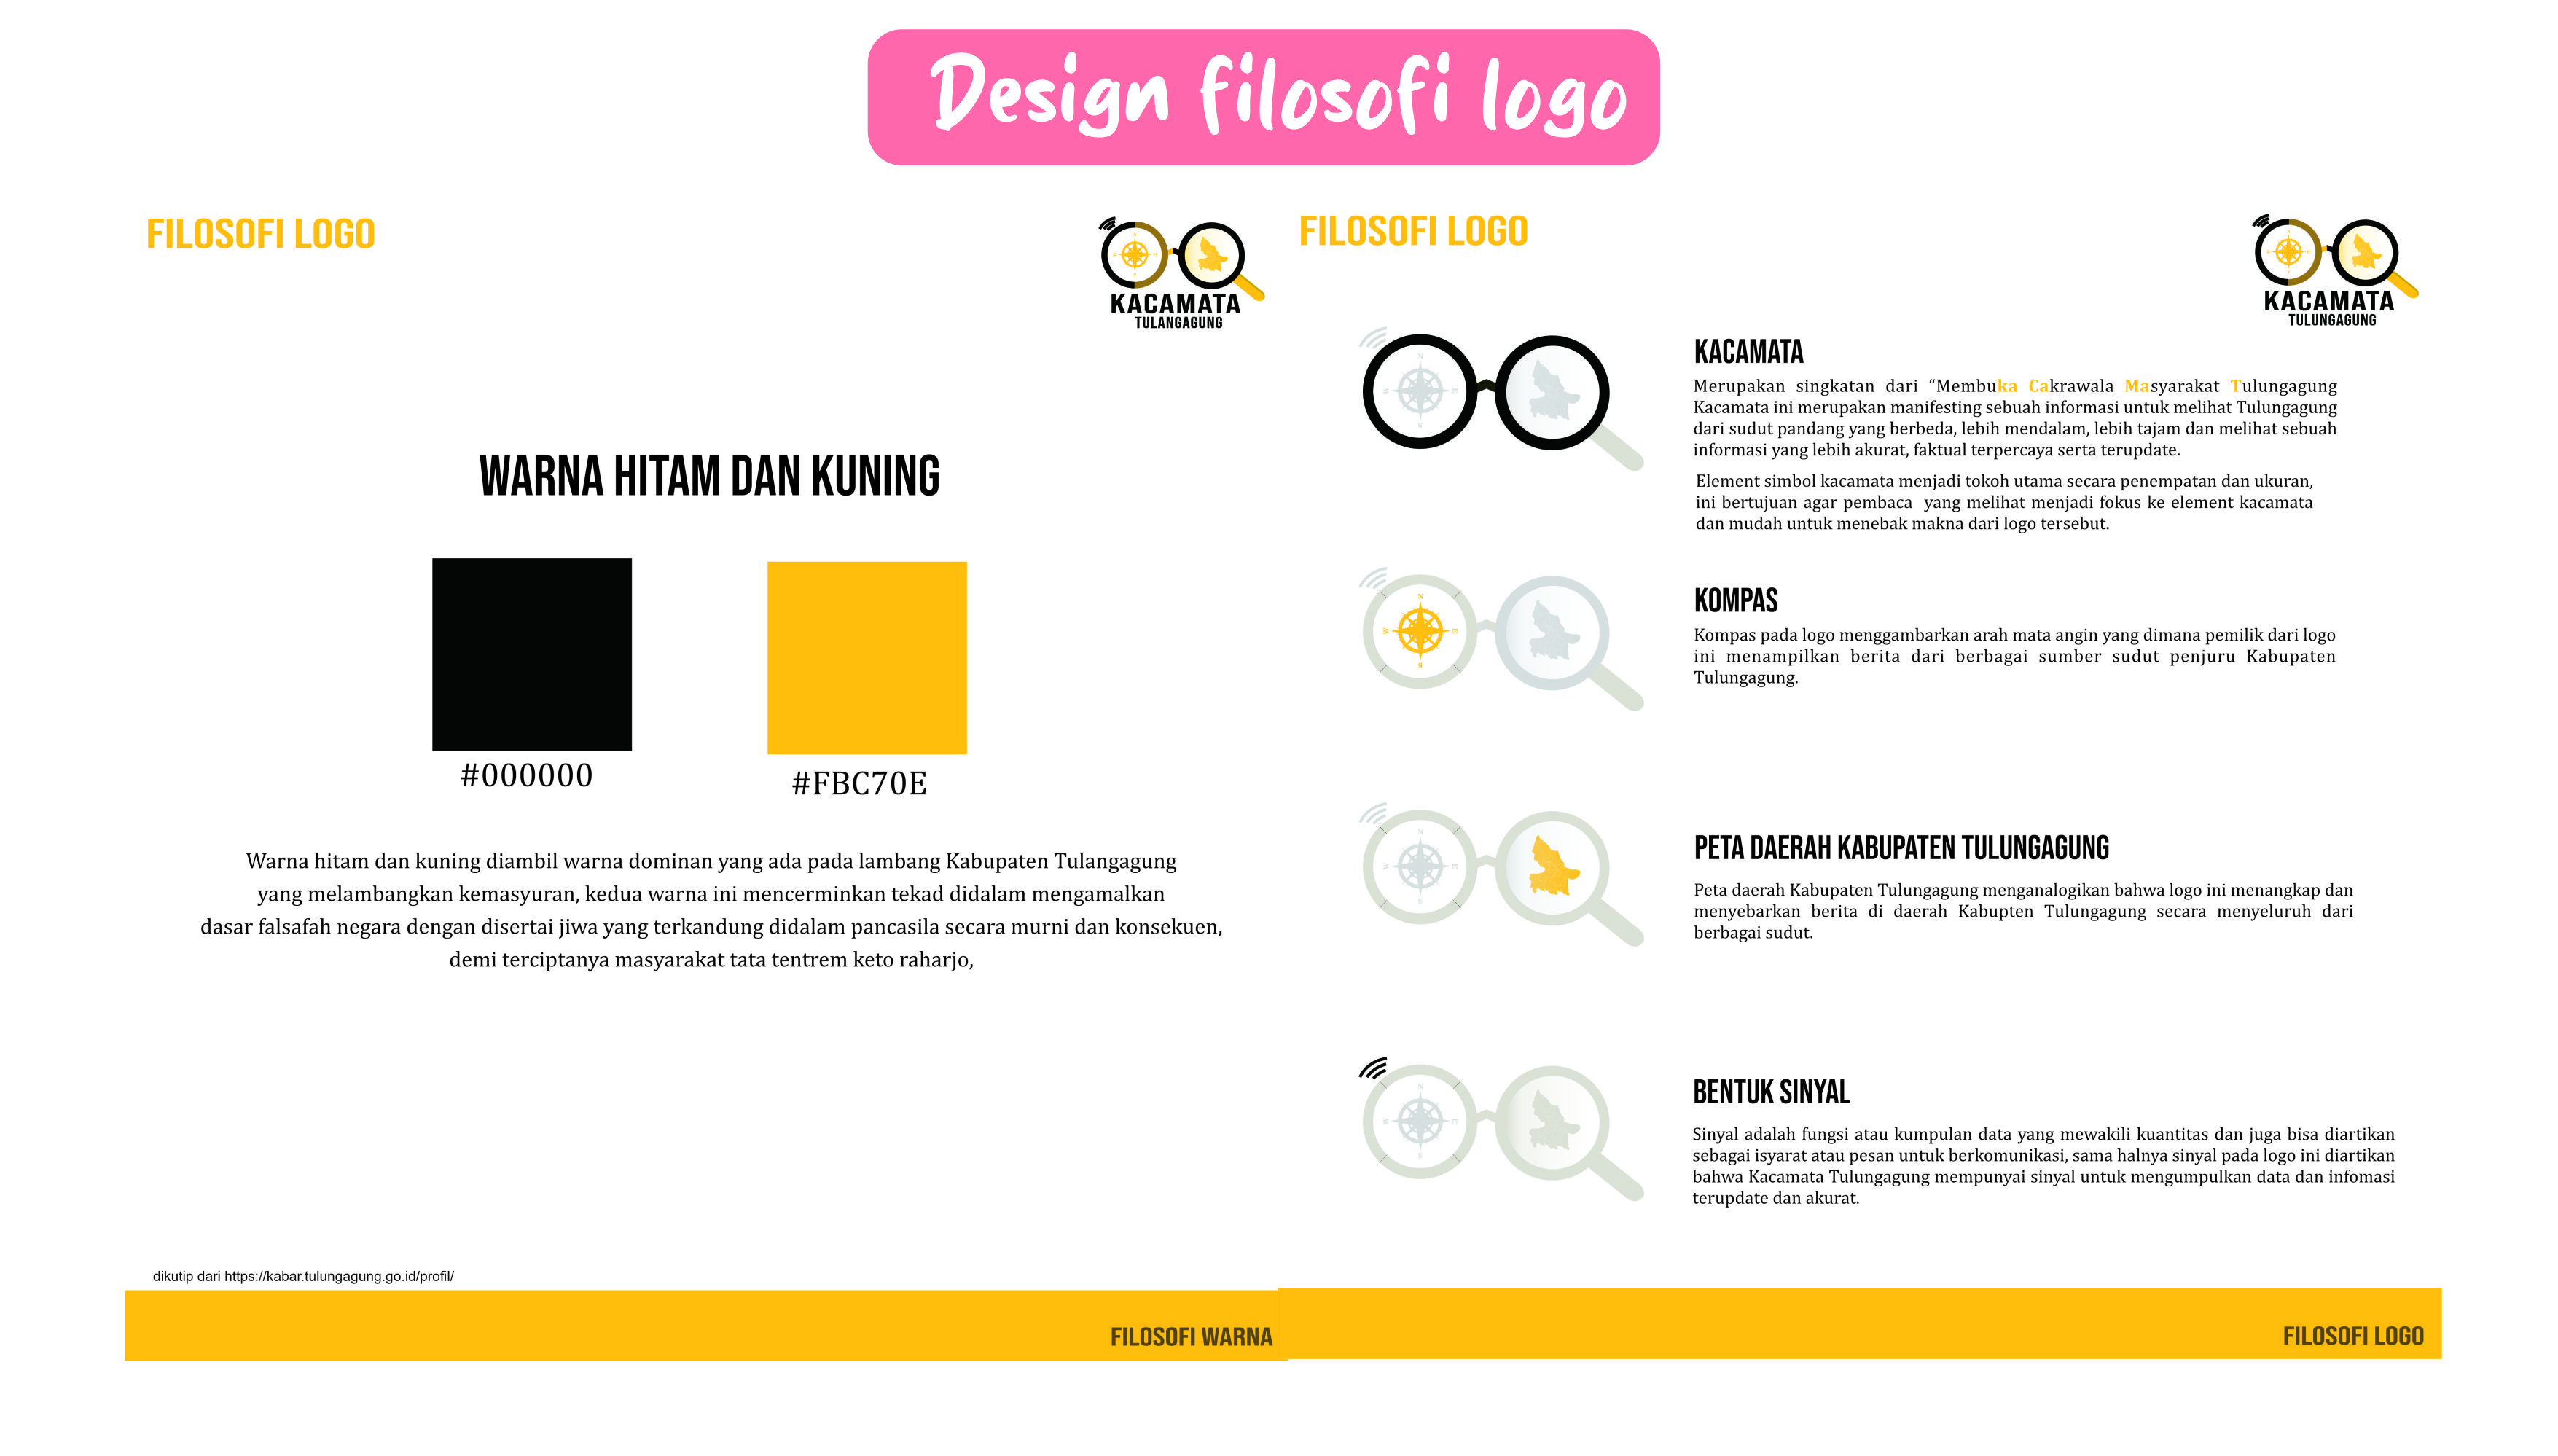 Design filosofi logo
FILOSOFI LOGO
KACAMATA
TULANGAGUNG
WARNA HITAM DAN KUNING
#000000
#FBC70E
Warna hitam dan kuning diambil warna dominan yang ada pada lambang Kabupaten Tulangagung
yang melambangkan kemasyuran, kedua warna ini mencerminkan tekad didalam mengamalkan
dasar falsafah negara dengan disertai jiwa yang terkandung didalam pancasila secara murni dan konsekuen,
demi terciptanya masyarakat tata tentrem keto raharjo,
dikutip dari https://kabar.tulungagung.go.id/profil/
FILOSOFI WARNA
FILOSOFI LOGO
KACAMATA
TULUNGAGUNG
KACAMATA
Merupakan singkatan dari “Membuka Cakrawala Masyarakat Tulungagung
Kacamata ini merupakan manifesting sebuah informasi untuk melihat Tulungagung
dari sudut pandang yang berbeda, lebih mendalam, lebih tajam dan melihat sebuah
informasi yang lebih akurat, faktual terpercaya serta terupdate.
Element simbol kacamata menjadi tokoh utama secara penempatan dan ukuran,
ini bertujuan agar pembaca yang melihat menjadi fokus ke element kacamata
dan mudah untuk menebak makna dari logo tersebut.
N
W
E
S
KOMPAS
Kompas pada logo menggambarkan arah mata angin yang dimana pemilik dari logo
ini menampilkan berita dari berbagai sumber sudut penjuru Kabupaten
Tulungagung.
PETA DAERAH KABUPATEN TULUNGAGUNG
Peta daerah Kabupaten Tulungagung menganalogikan bahwa logo ini menangkap dan
menyebarkan berita di daerah Kabupten Tulungagung secara menyeluruh dari
berbagai sudut.
BENTUK SINYAL
Sinyal adalah fungsi atau kumpulan data yang mewakili kuantitas dan juga bisa diartikan
sebagai isyarat atau pesan untuk berkomunikasi, sama halnya sinyal pada logo ini diartikan
bahwa Kacamata Tulungagung mempunyai sinyal untuk mengumpulkan data dan infomasi
terupdate dan akurat.
FILOSOFI LOGO